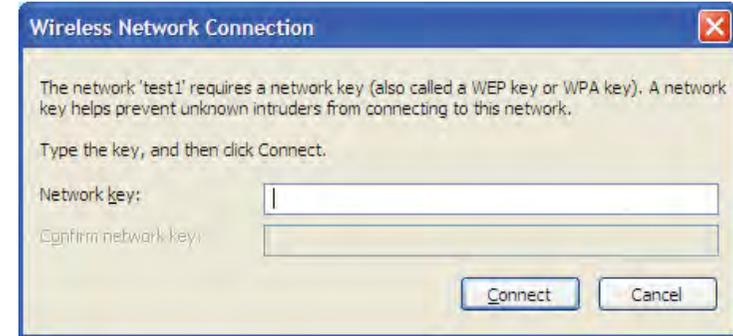 Wireless Network Connection
The network 'test1' requires a network key (also called a WEP key or WPA key). A network
key helps prevent unknown intruders from connecting to this network.
Type the key, and then click Connect.
Network key:
Confirm network key:
Connect Cancel